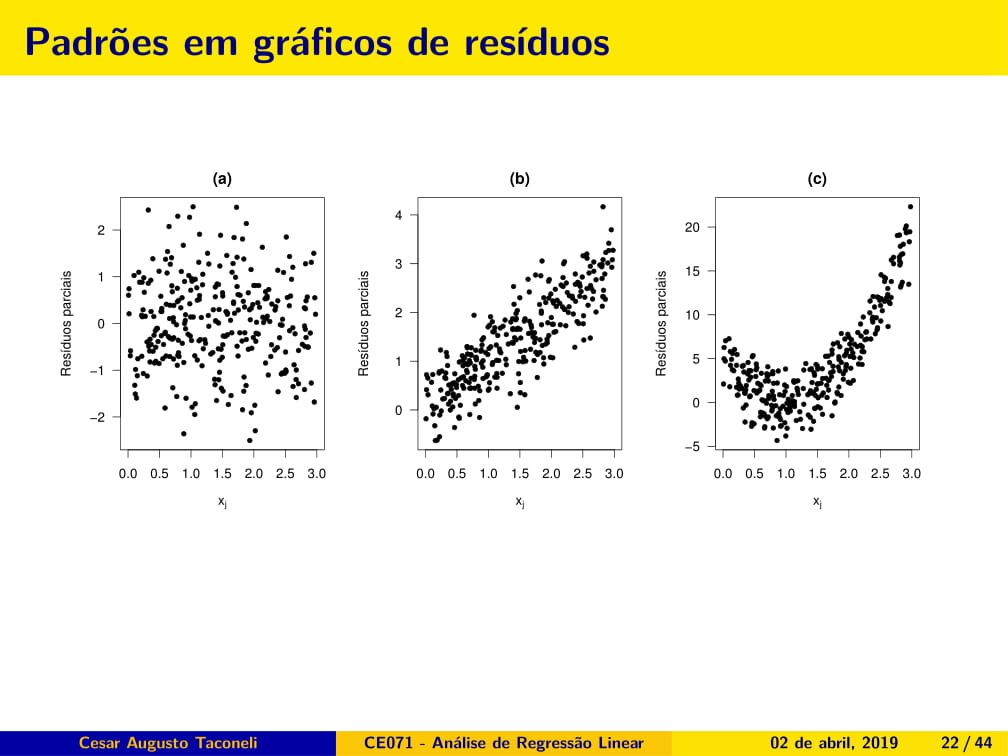 Padrões em gráficos de resíduos
(a)
2
1
0
−1
−2
Resíduos parciais
0.0 0.5 1.0 1.5 2.0 2.5 3.0
xj
(b)
4
3
2
1
0
Resíduos parciais
0.0 0.5 1.0 1.5 2.0 2.5 3.0
xj
(c)
20
15
10
5
0
−5
Resíduos parciais
0.0 0.5 1.0 1.5 2.0 2.5 3.0
xj
Cesar Augusto Taconeli CE071 - Análise de Regressão Linear 02 de abril, 2019 22 / 44